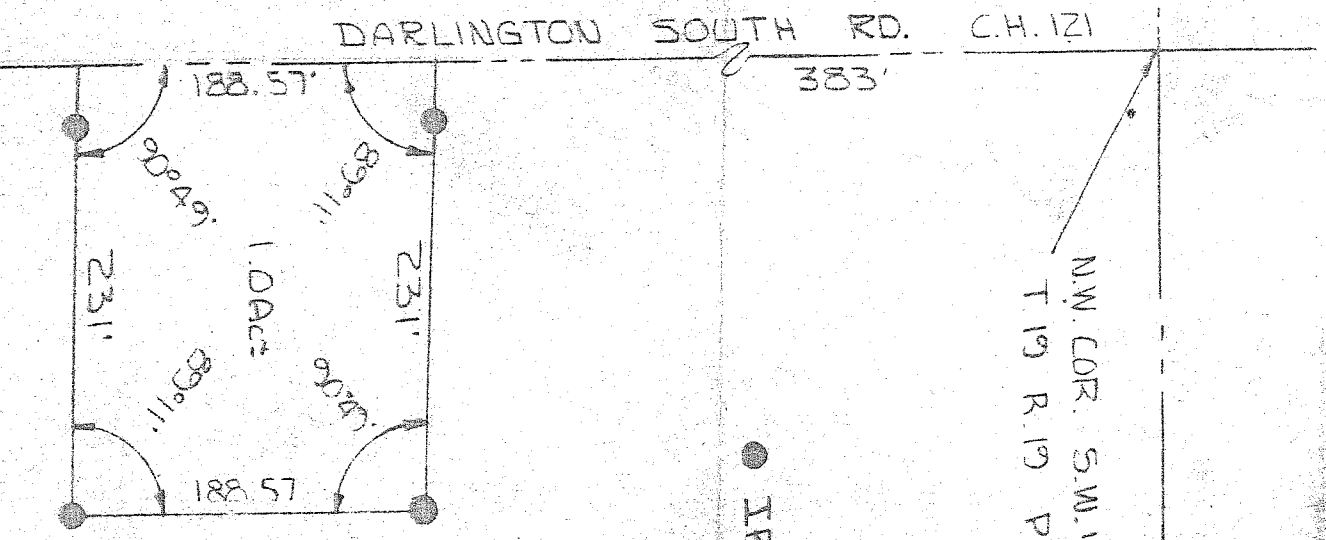 DARLINGTON SOUTH RD. C.H. 121
188.57'
383'
90°49'
89°11'
231'
1.0 Ac±
231'
89°11'
90°49'
188.57
N.W. COR. S.W.
T 19 R. 19 P